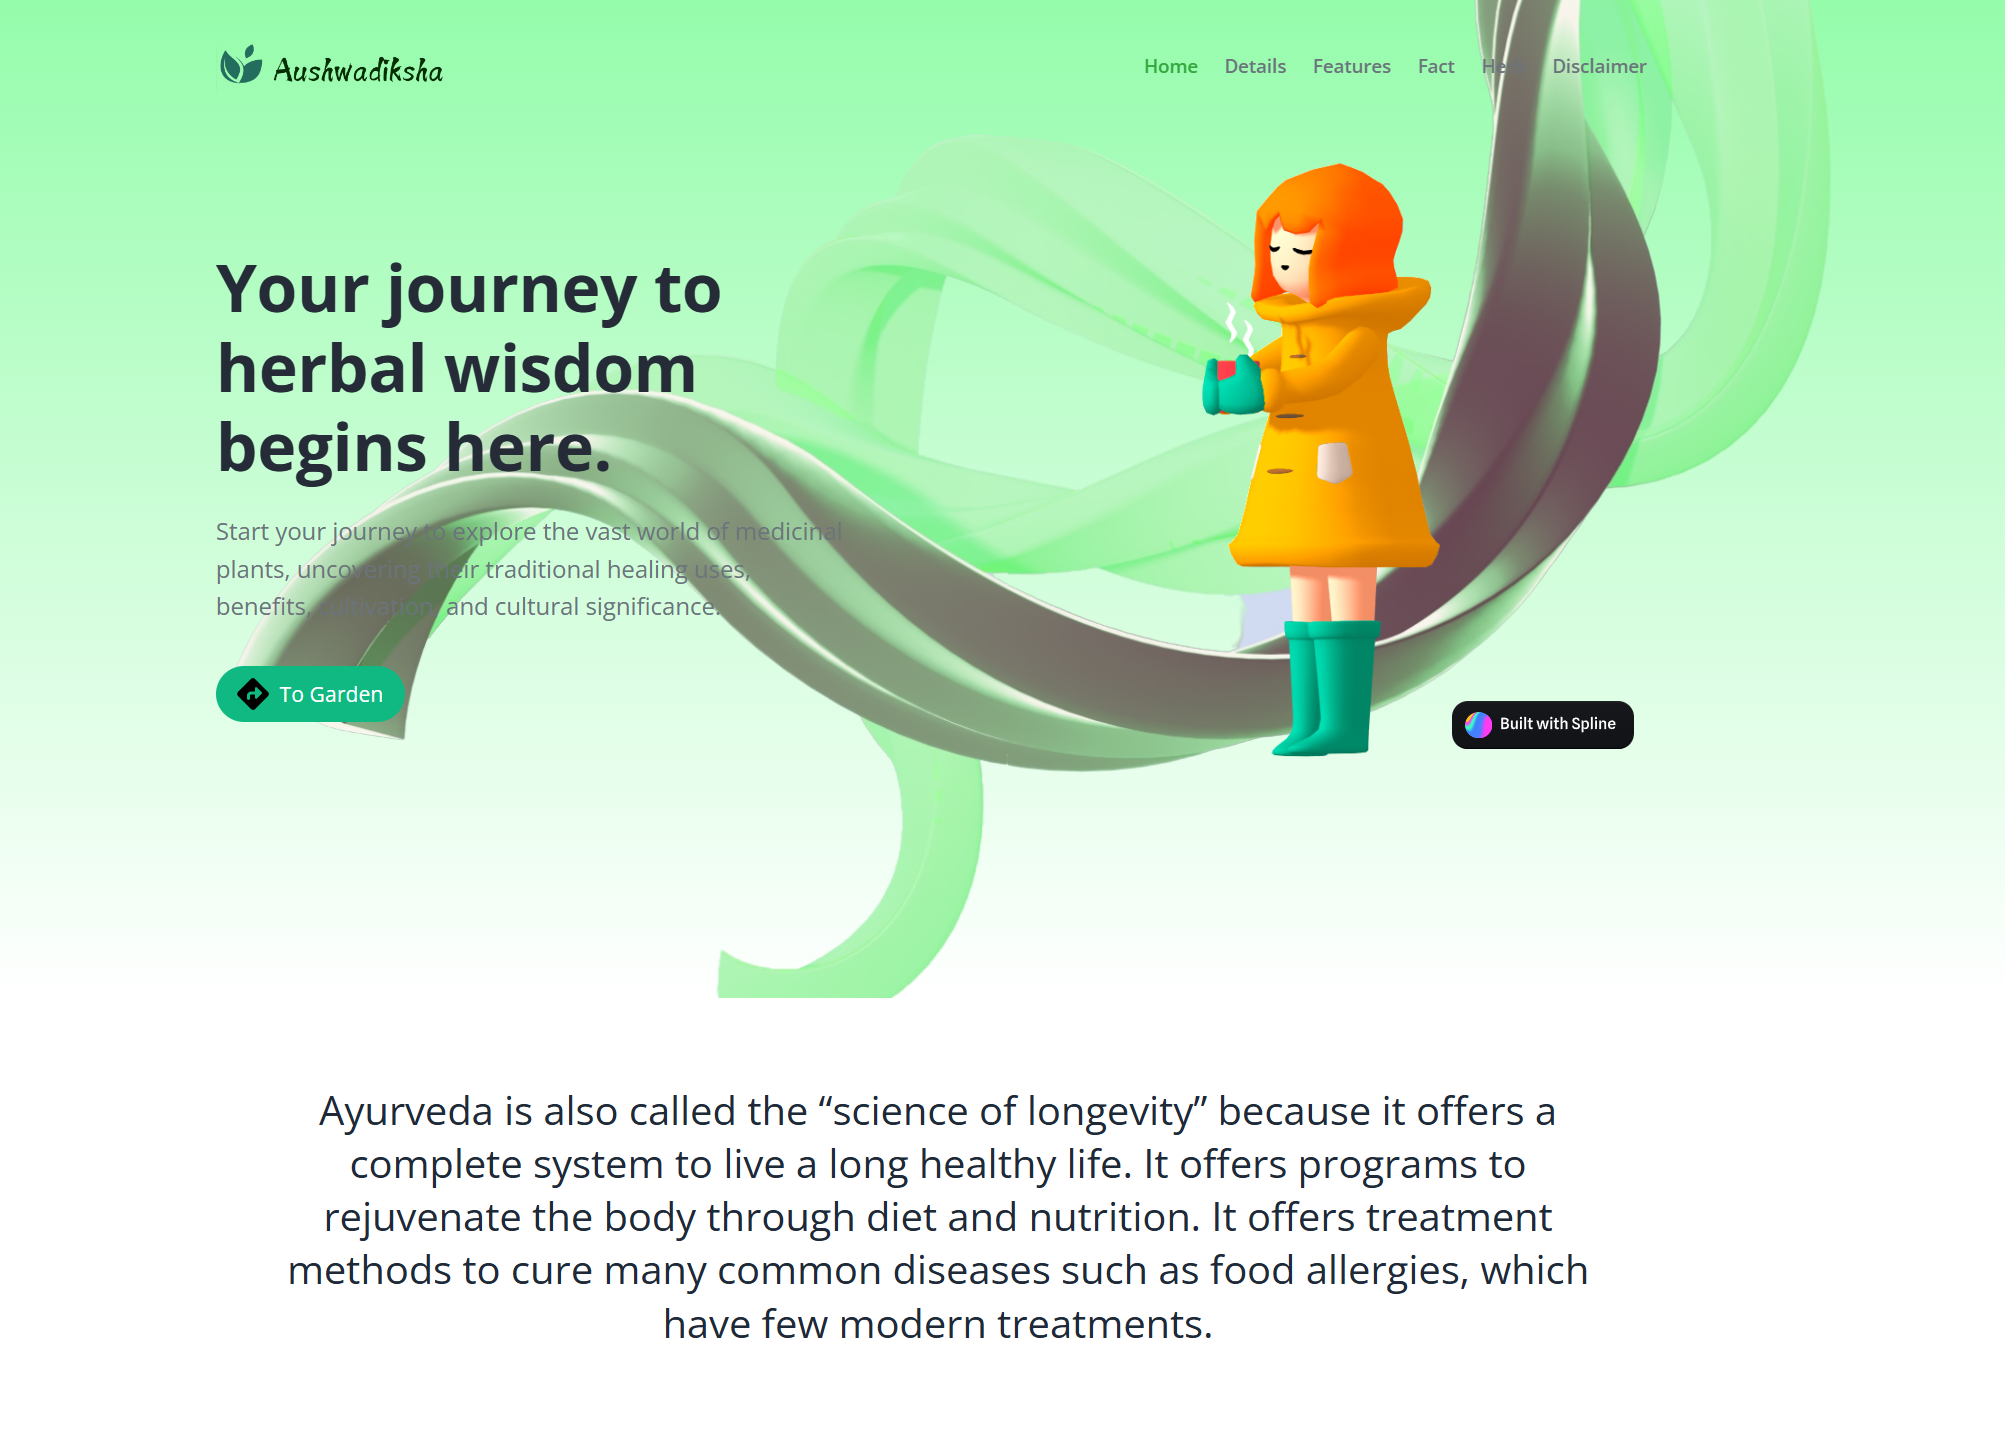 Aushwadiksha
Home Details Features Fact Disclaimer
Your journey to
herbal wisdom
begins here.
Start your journey to explore the vast world of medicinal
plants, uncovering their traditional healing uses,
benefits, cultivation, and cultural significance.
To Garden
Built with Spline
Ayurveda is also called the “science of longevity” because it offers a
complete system to live a long healthy life. It offers programs to
rejuvenate the body through diet and nutrition. It offers treatment
methods to cure many common diseases such as food allergies, which
have few modern treatments.